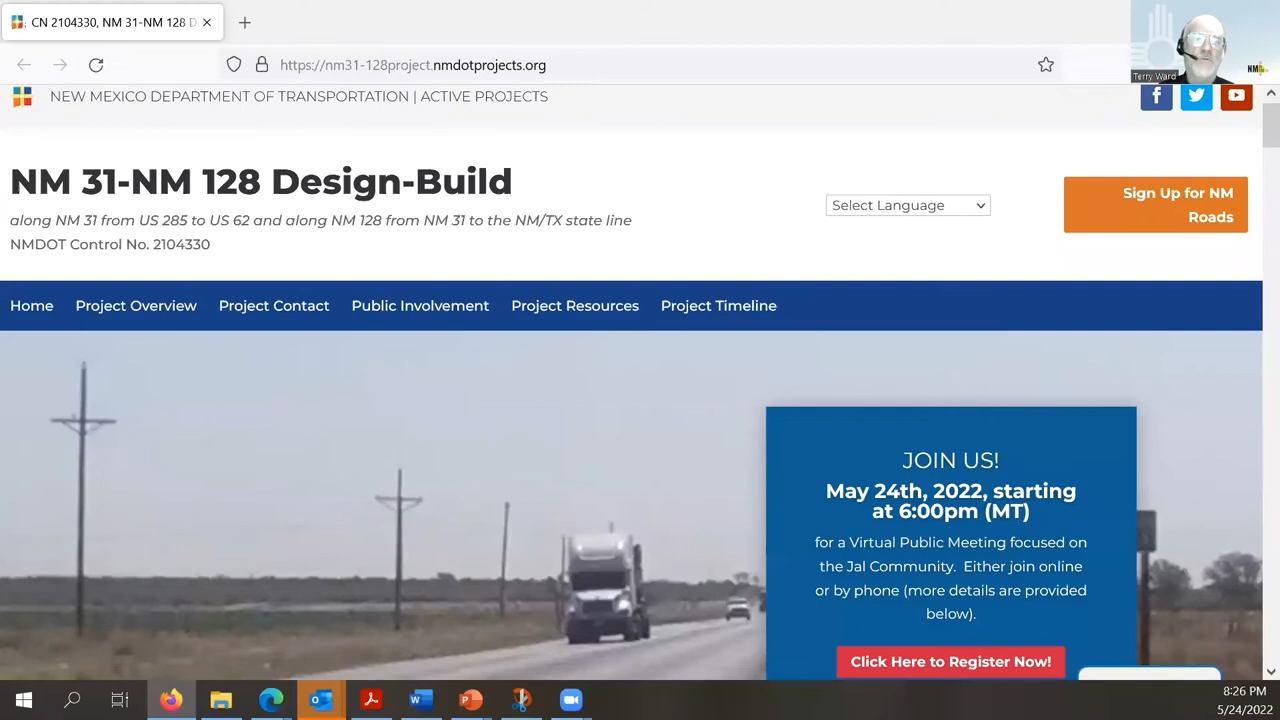 CN 2104330, NM 31-NM 128 D
https://nm31-128project.nmdotprojects.org
Terry Ward
NM
NEW MEXICO DEPARTMENT OF TRANSPORTATION | ACTIVE PROJECTS
NM 31-NM 128 Design-Build
along NM 31 from US 285 to US 62 and along NM 128 from NM 31 to the NM/TX state line
NMDOT Control No. 2104330
Select Language
Sign Up for NM
Roads
Home Project Overview Project Contact Public Involvement Project Resources Project Timeline
JOIN US!
May 24th, 2022, starting
at 6:00pm (MT)
for a Virtual Public Meeting focused on
the Jal Community. Either join online
or by phone (more details are provided
below).
Click Here to Register Now!
8:26 PM
5/24/2022